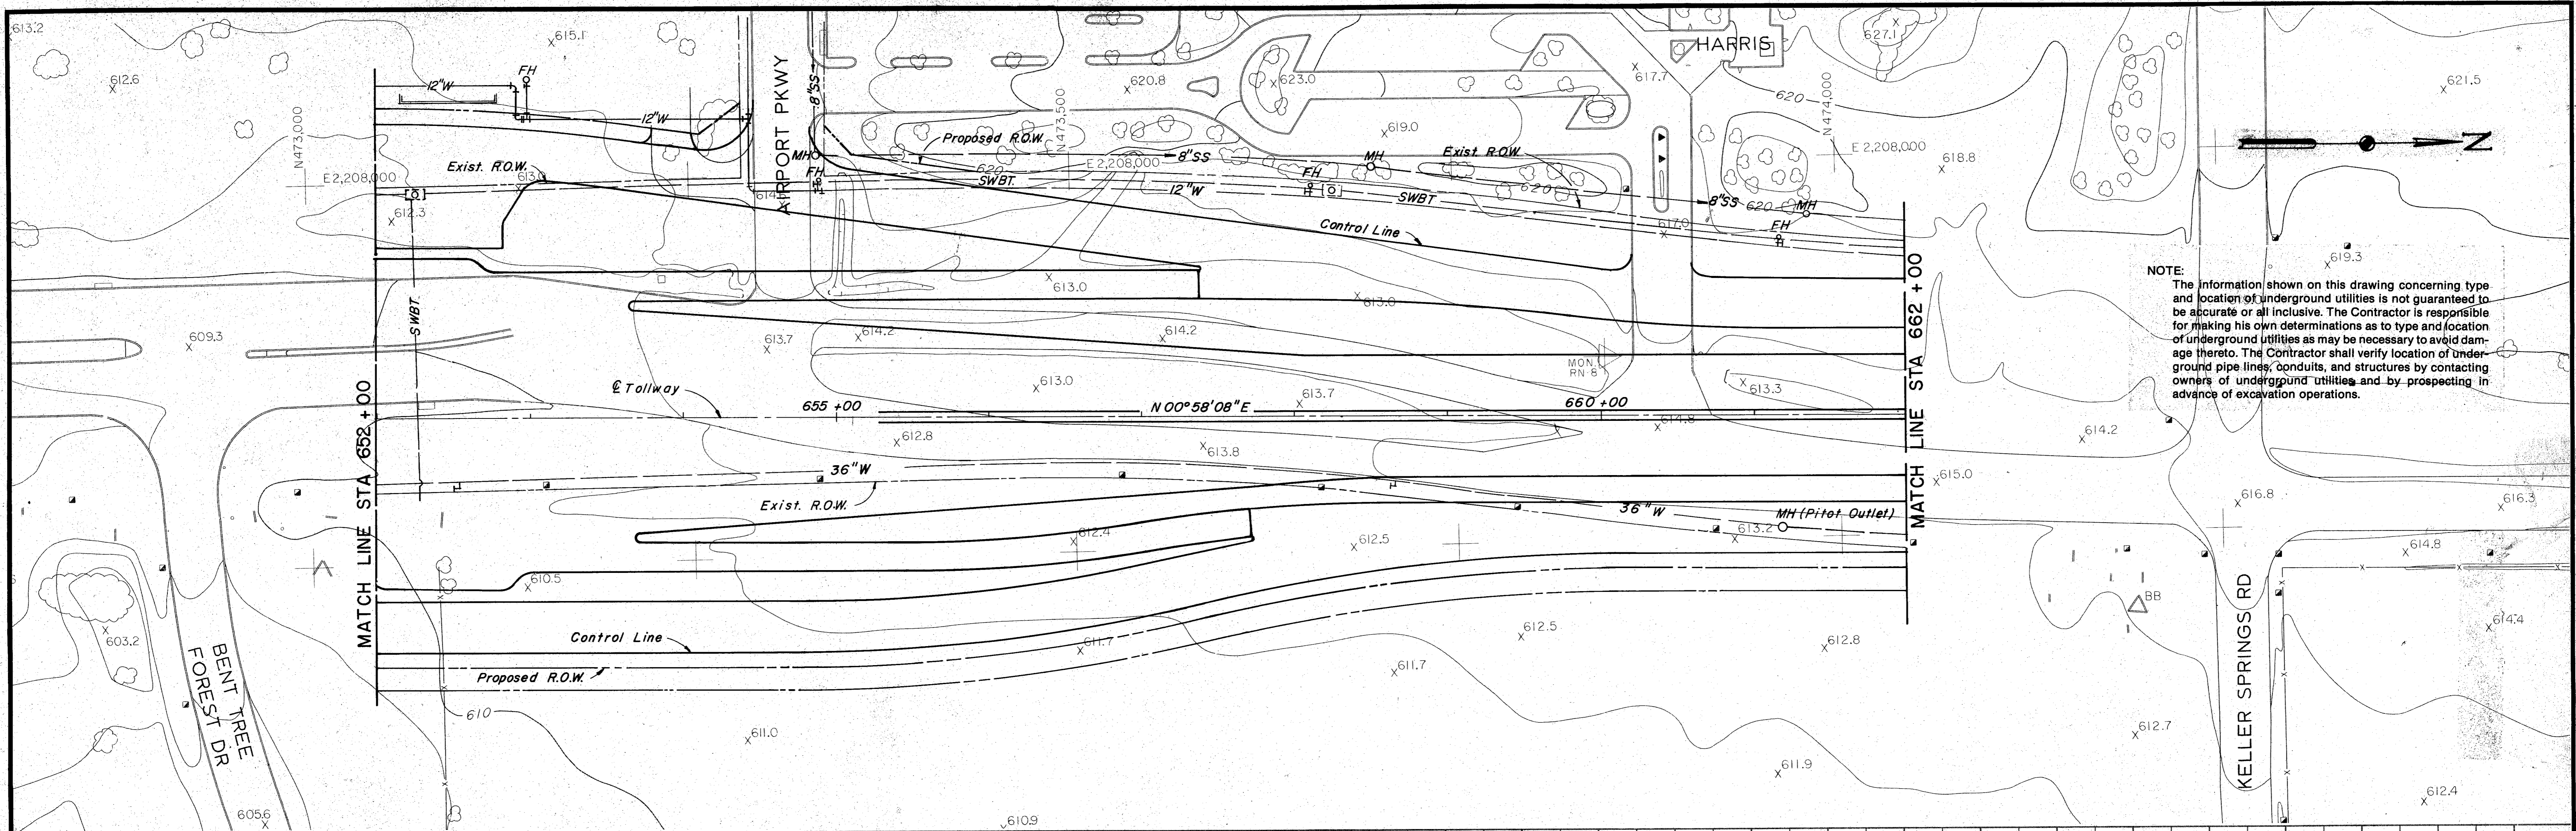 613.2
615.1
HARRIS
627.1
612.6
12"W
FH
AIRPORT PKWY
8"SS
620.8
623.0
617.7
620
621.5
N473,000
12"W
N473,500
N474,000
Proposed R.O.W.
619.0
Exist. R.O.W.
MH
8"SS
MH
Exist. R.O.W.
E 2,208,000
618.8
E 2,208,000
E 2,208,000
613.0
FH
620
SWBT.
12"W
FH
SWBT
620
8"SS
620
MH
612.3
617.0
FH
Control Line
N
619.3
613.0
613.0
SWBT.
609.3
613.7
614.2
614.2
MON.
RN-8
NOTE:
The information shown on this drawing concerning type
and location of underground utilities is not guaranteed to
be accurate or all inclusive. The Contractor is responsible
for making his own determinations as to type and location
of underground utilities as may be necessary to avoid dam-
age thereto. The Contractor shall verify location of under-
ground pipe lines, conduits, and structures by contacting
owners of underground utilities and by prospecting in
advance of excavation operations.
℄ Tollway
613.0
613.7
613.3
655 +00
N 00°58'08" E
660 +00
612.8
613.8
614.8
614.2
MATCH LINE STA 652 +00
MATCH LINE STA 662 +00
36"W
Exist. R.O.W.
615.0
616.8
616.3
36"W
613.2
MH (Pitot Outlet)
612.4
612.5
614.8
610.5
BB
603.2
Control Line
611.7
612.5
612.8
614.4
Proposed R.O.W.
611.7
BENT TREE
FOREST DR
KELLER SPRINGS RD
610
611.0
612.7
611.9
612.4
605.6
610.9